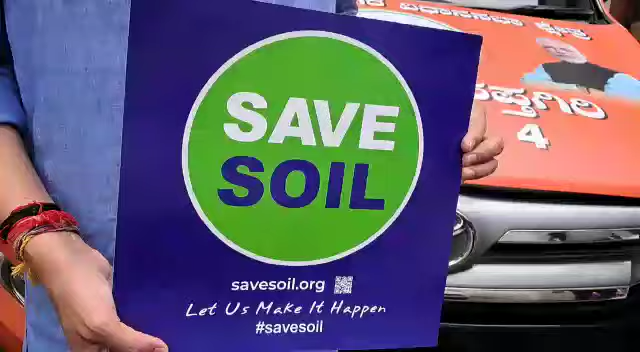 SAVE
SOIL
savesoil.org
Let Us Make It Happen
#savesoil
4